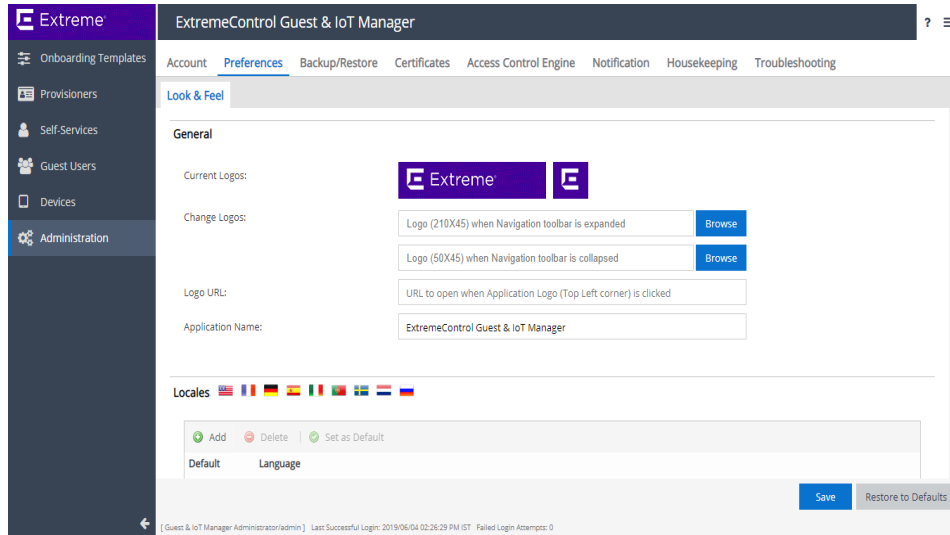 Extreme
ExtremeControl Guest & IoT Manager
?
Onboarding Templates
Provisioners
Self-Services
Guest Users
Devices
Administration
Account Preferences Backup/Restore Certificates Access Control Engine Notification Housekeeping Troubleshooting
Look & Feel
General
Current Logos:
Extreme
Change Logos:
Logo (210X45) when Navigation toolbar is expanded Browse
Logo (50X45) when Navigation toolbar is collapsed Browse
Logo URL: URL to open when Application Logo (Top Left corner) is clicked
Application Name: ExtremeControl Guest & IoT Manager
Locales
Add Delete Set as Default
Default Language
Save Restore to Defaults
[ Guest & IoT Manager Administrator/admin ] Last Successful Login: 2019/06/04 02:26:29 PM IST Failed Login Attempts: 0